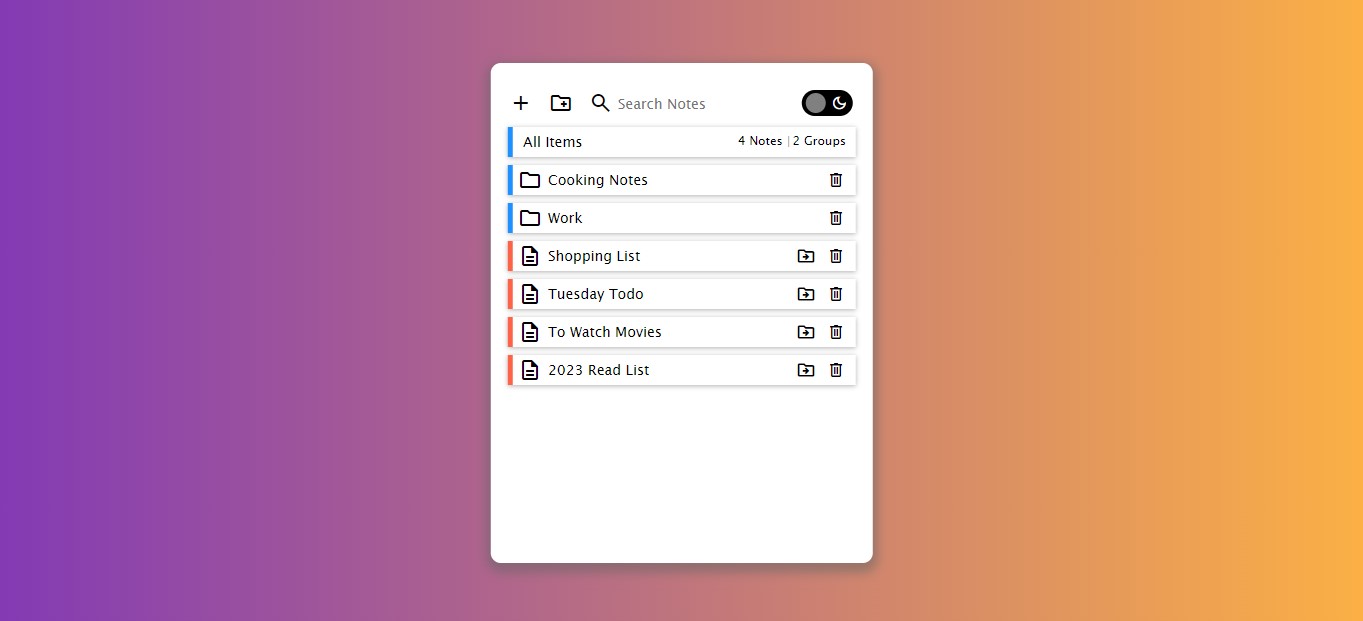 Search Notes
All Items 4 Notes | 2 Groups
Cooking Notes
Work
Shopping List
Tuesday Todo
To Watch Movies
2023 Read List